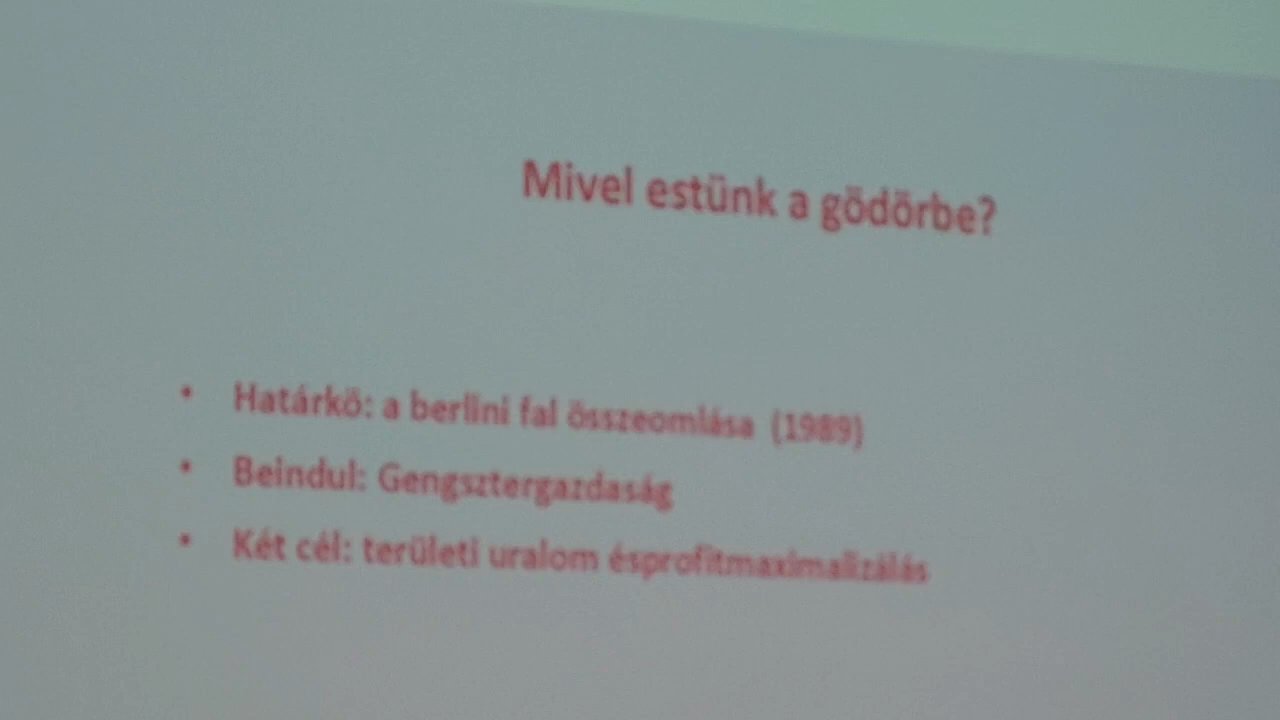 Mivel estünk a gödörbe?
• Határkő: a berlini fal összeomlása (1989)
• Beindul: Gengsztergazdaság
• Két cél: területi uralom ésprofitmaximalizálás